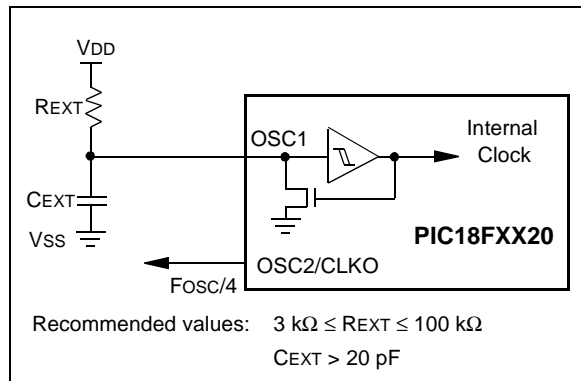 VDD
REXT
OSC1
Internal
Clock
CEXT
VSS
PIC18FXX20
OSC2/CLKO
FOSC/4
Recommended values: 3 kΩ ≤ REXT ≤ 100 kΩ
CEXT > 20 pF